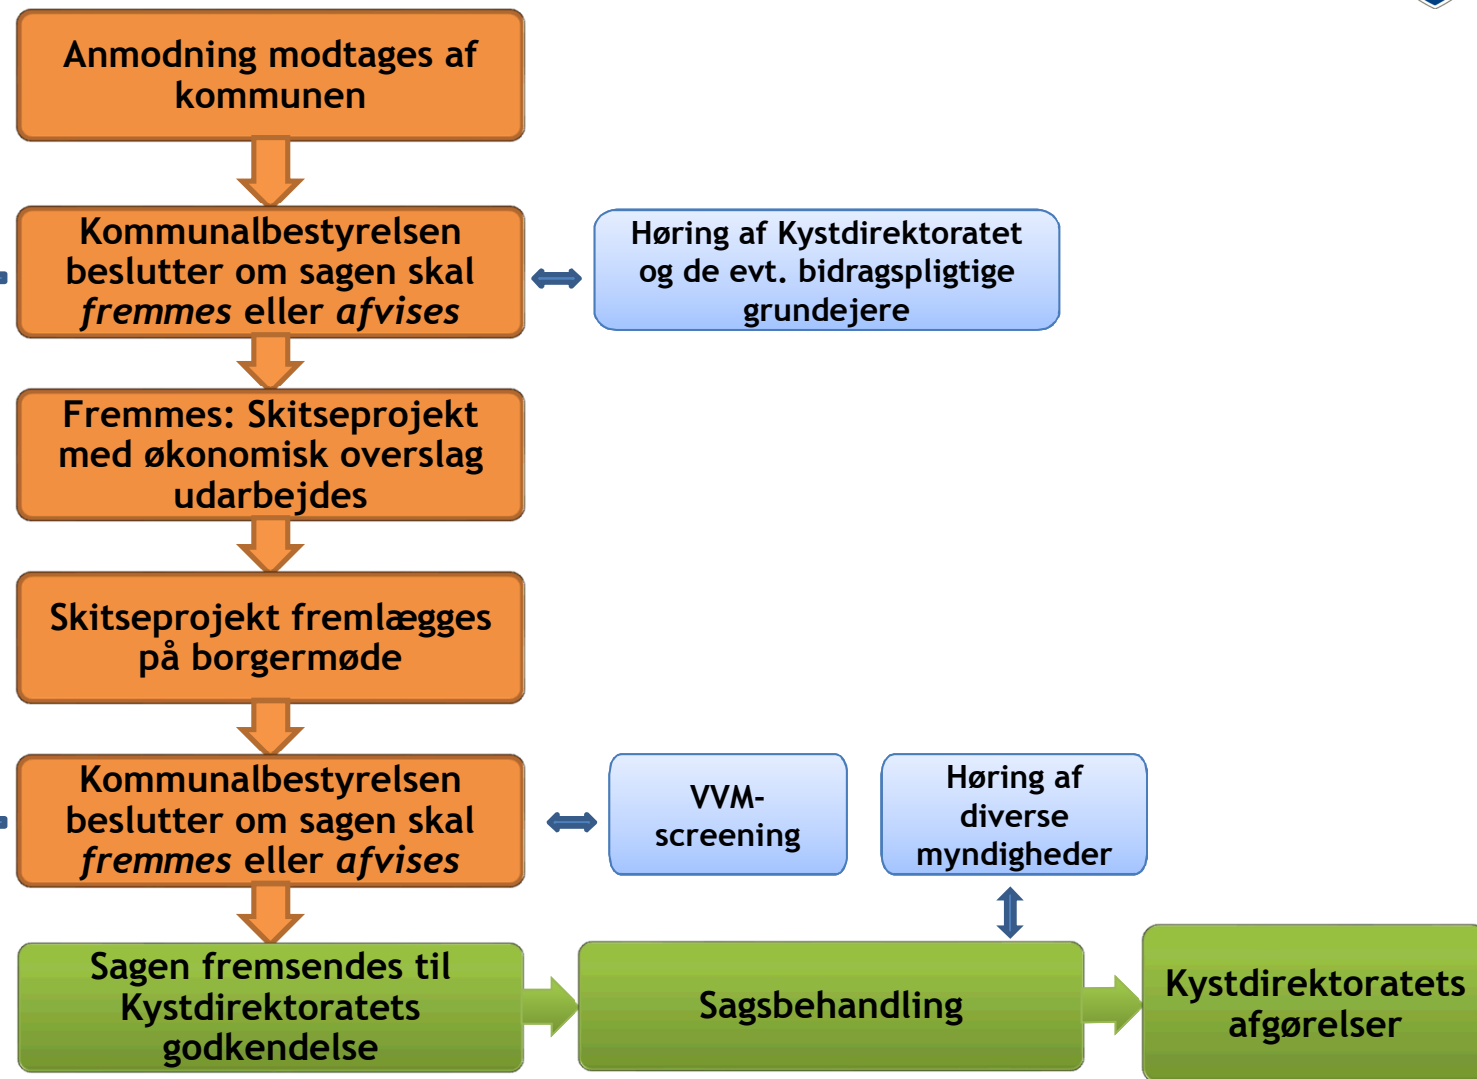 Anmodning modtages af
kommunen
Kommunalbestyrelsen
beslutter om sagen skal
fremmes eller afvises
Høring af Kystdirektoratet
og de evt. bidragspligtige
grundejere
Fremmes: Skitseprojekt
med økonomisk overslag
udarbejdes
Skitseprojekt fremlægges
på borgermøde
Kommunalbestyrelsen
beslutter om sagen skal
fremmes eller afvises
VVM-
screening
Høring af
diverse
myndigheder
Sagen fremsendes til
Kystdirektoratets
godkendelse
Sagsbehandling
Kystdirektoratets
afgørelser